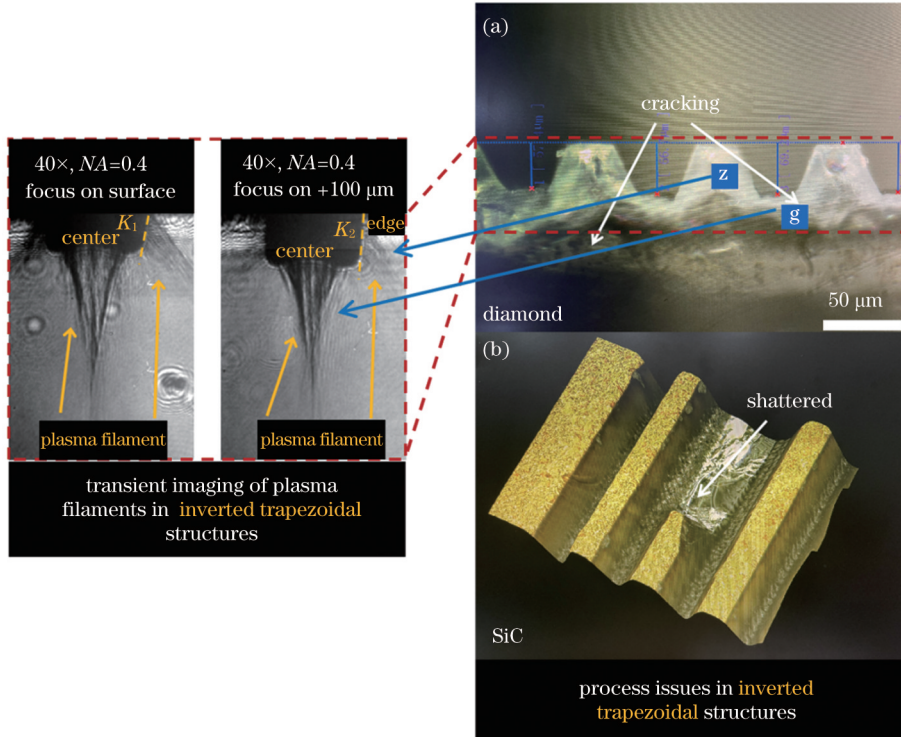 40×, NA=0.4
focus on surface
K1
center
plasma filament
40×, NA=0.4
focus on +100 μm
K2
edge
center
plasma filament
transient imaging of plasma
filaments in inverted trapezoidal
structures
(a)
cracking
z
g
diamond
50 μm
(b)
shattered
SiC
process issues in inverted
trapezoidal structures